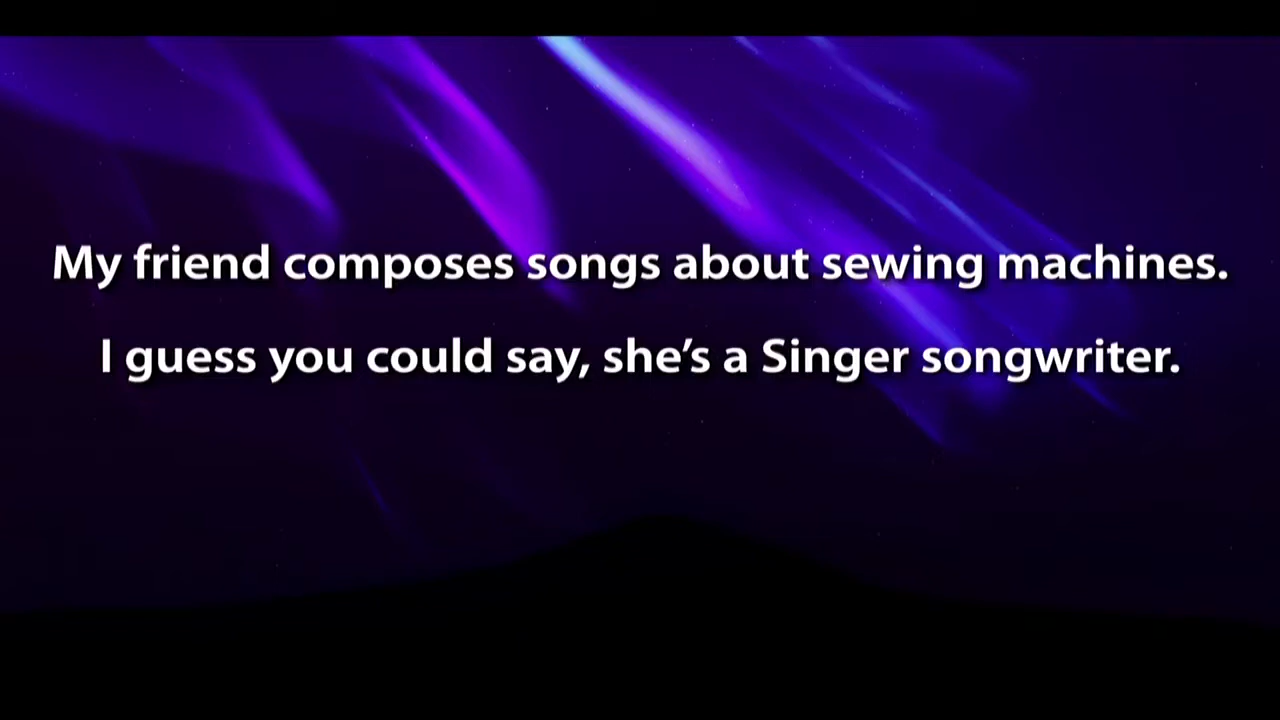 My friend composes songs about sewing machines.
I guess you could say, she’s a Singer songwriter.